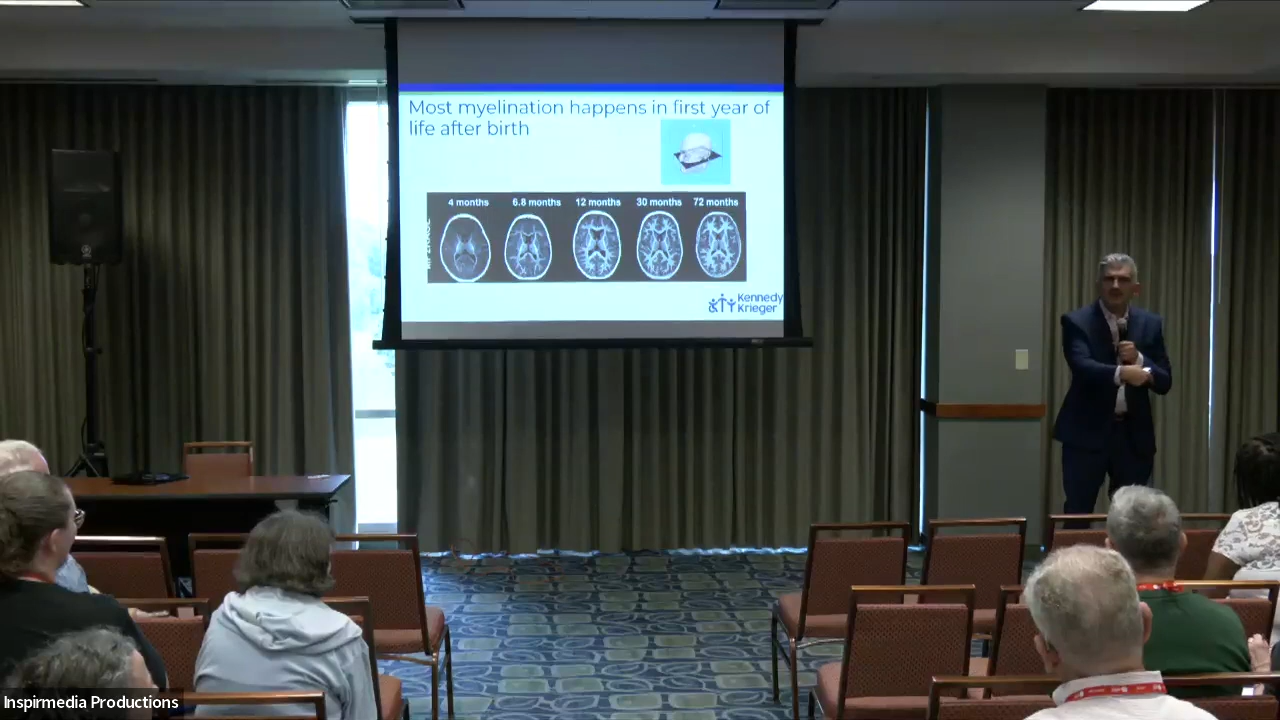 Most myelination happens in first year of
life after birth
4 months 6.8 months 12 months 30 months 72 months
Kennedy
Krieger
Inspirmedia Productions